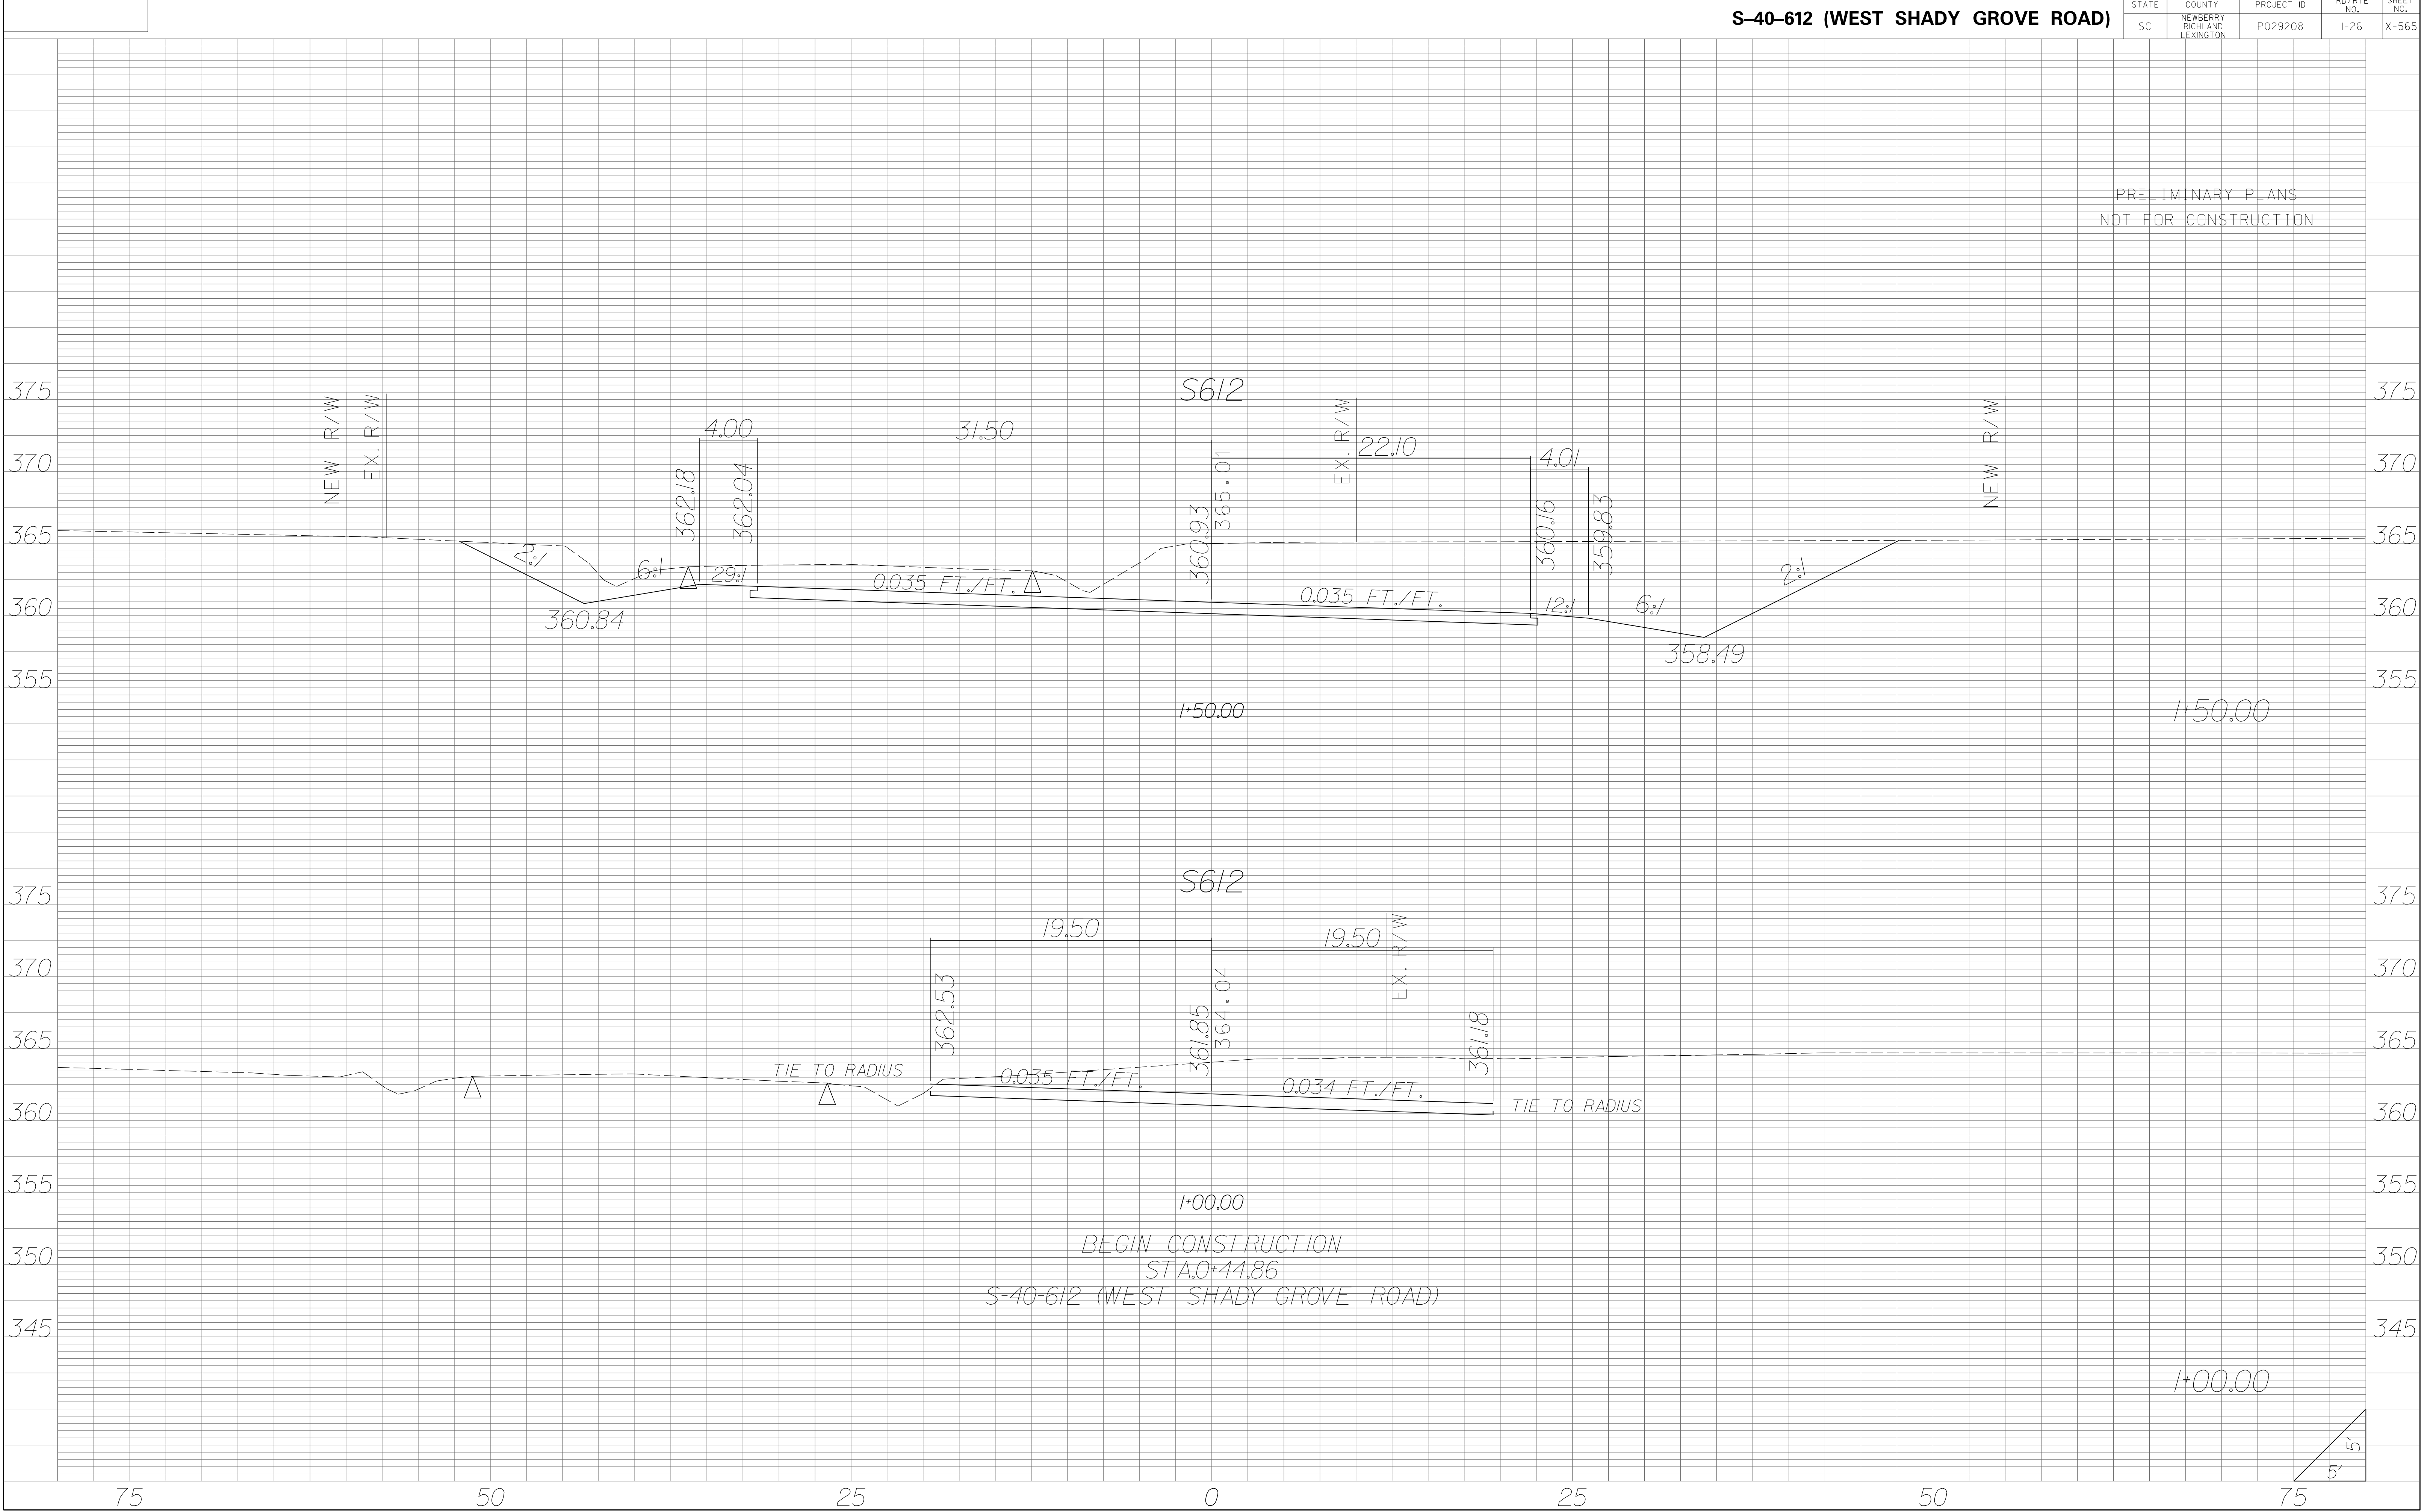 S-40-612 (WEST SHADY GROVE ROAD)
STATE COUNTY PROJECT ID RD/RTE NO. SHEET NO.
SC NEWBERRY RICHLAND LEXINGTON P029208 I-26 X-565
PRELIMINARY PLANS
NOT FOR CONSTRUCTION
S612
375 375
NEW R/W
EX. R/W
EX. R/W
NEW R/W
4.00
31.50
22.10
4.01
370 370
362.18
362.04
360.93
365.01
360.16
359.83
365 365
2:1
6:1
29:1
0.035 FT./FT.
0.035 FT./FT.
12:1
6:1
2:1
360 360
360.84
358.49
355 355
1+50.00
1+50.00
S612
375 375
19.50
19.50
EX. R/W
370 370
362.53
361.85
364.04
361.18
365 365
TIE TO RADIUS
0.035 FT./FT.
0.034 FT./FT.
TIE TO RADIUS
360 360
355 355
1+00.00
BEGIN CONSTRUCTION
STA.0+44.86
S-40-612 (WEST SHADY GROVE ROAD)
350 350
345 345
1+00.00
5'
5'
75 50 25 0 25 50 75